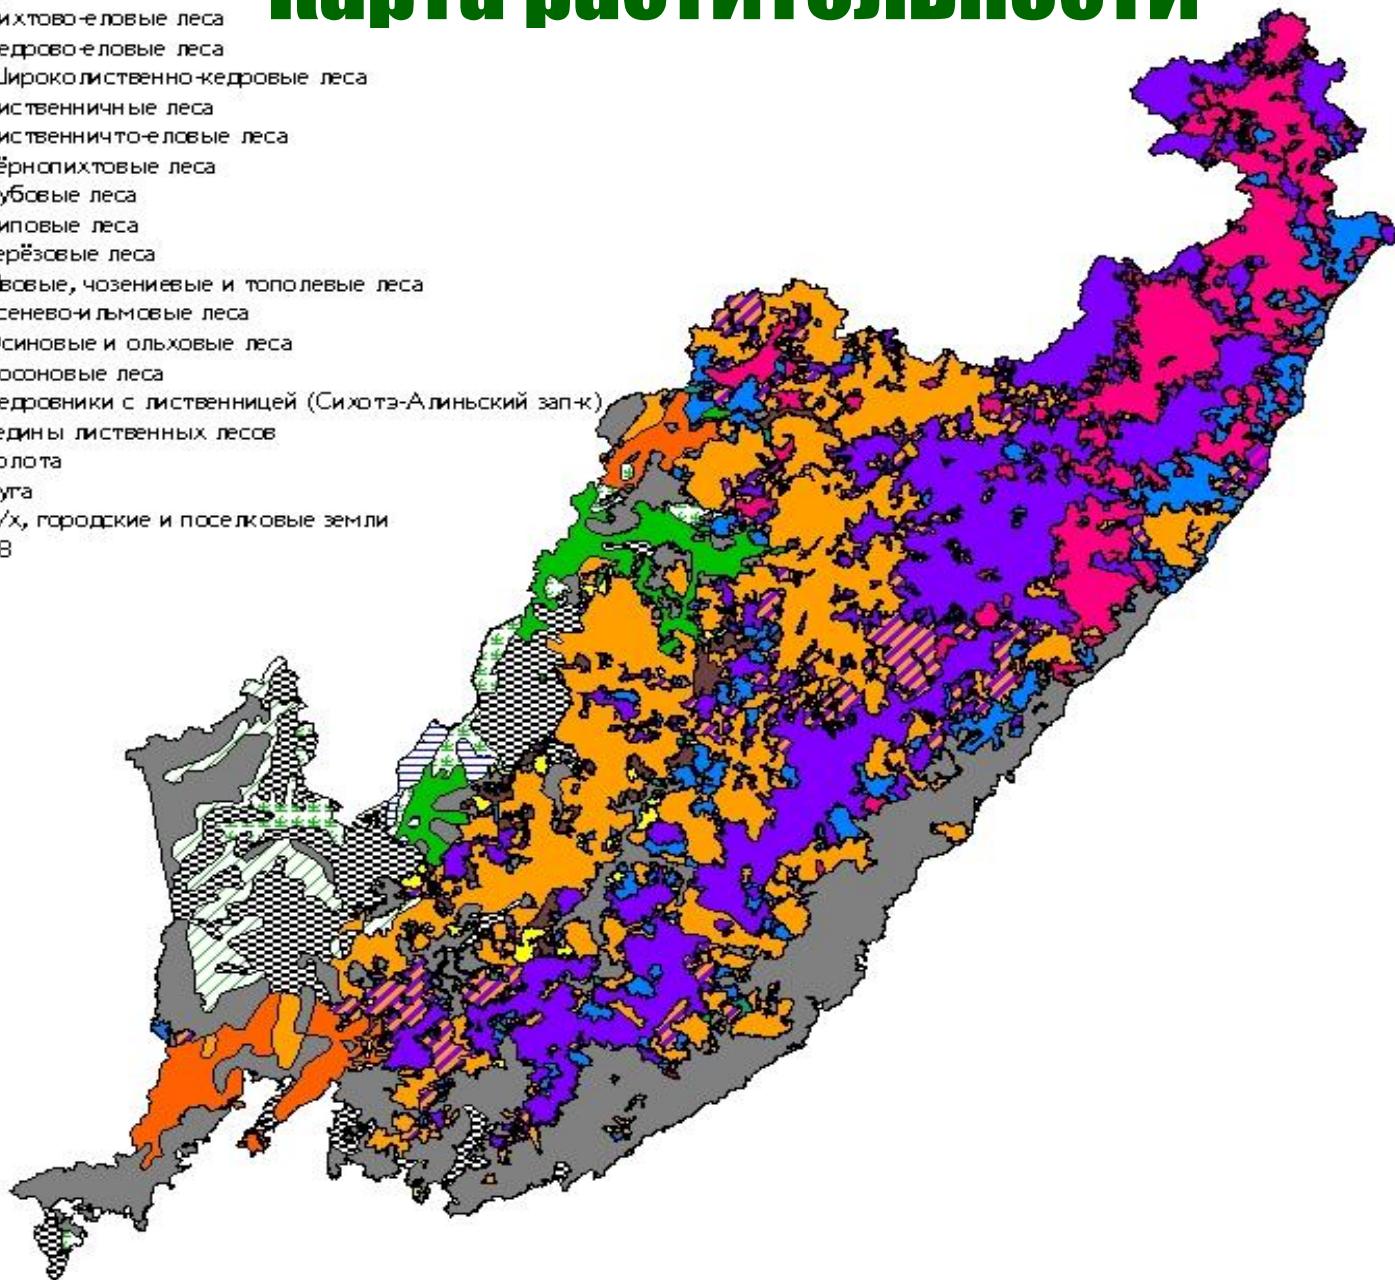 Карта растительности
ихтово-еловые леса
едрово-еловые леса
Широколиственно-кедровые леса
иственничные леса
иственничто-еловые леса
ёрнопихтовые леса
убовые леса
иповые леса
ерёзовые леса
вовые, чозениевые и тополевые леса
сенево-ильмовые леса
Осиновые и ольховые леса
осоновые леса
едровники с лиственницей (Сихотэ-Алиньский зап-к)
едины лиственных лесов
олота
уга
/х, городские и поселковые земли
В